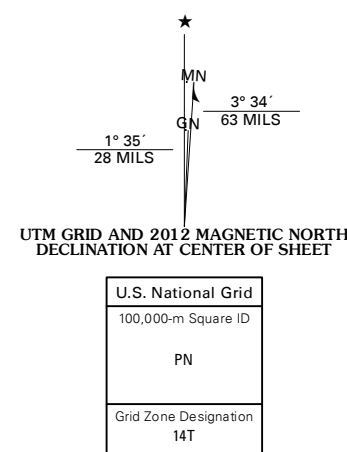 ★
MN
3° 34´
63 MILS
GN
1° 35´
28 MILS
UTM GRID AND 2012 MAGNETIC NORTH
DECLINATION AT CENTER OF SHEET
U.S. National Grid
100,000-m Square ID
PN
Grid Zone Designation
14T